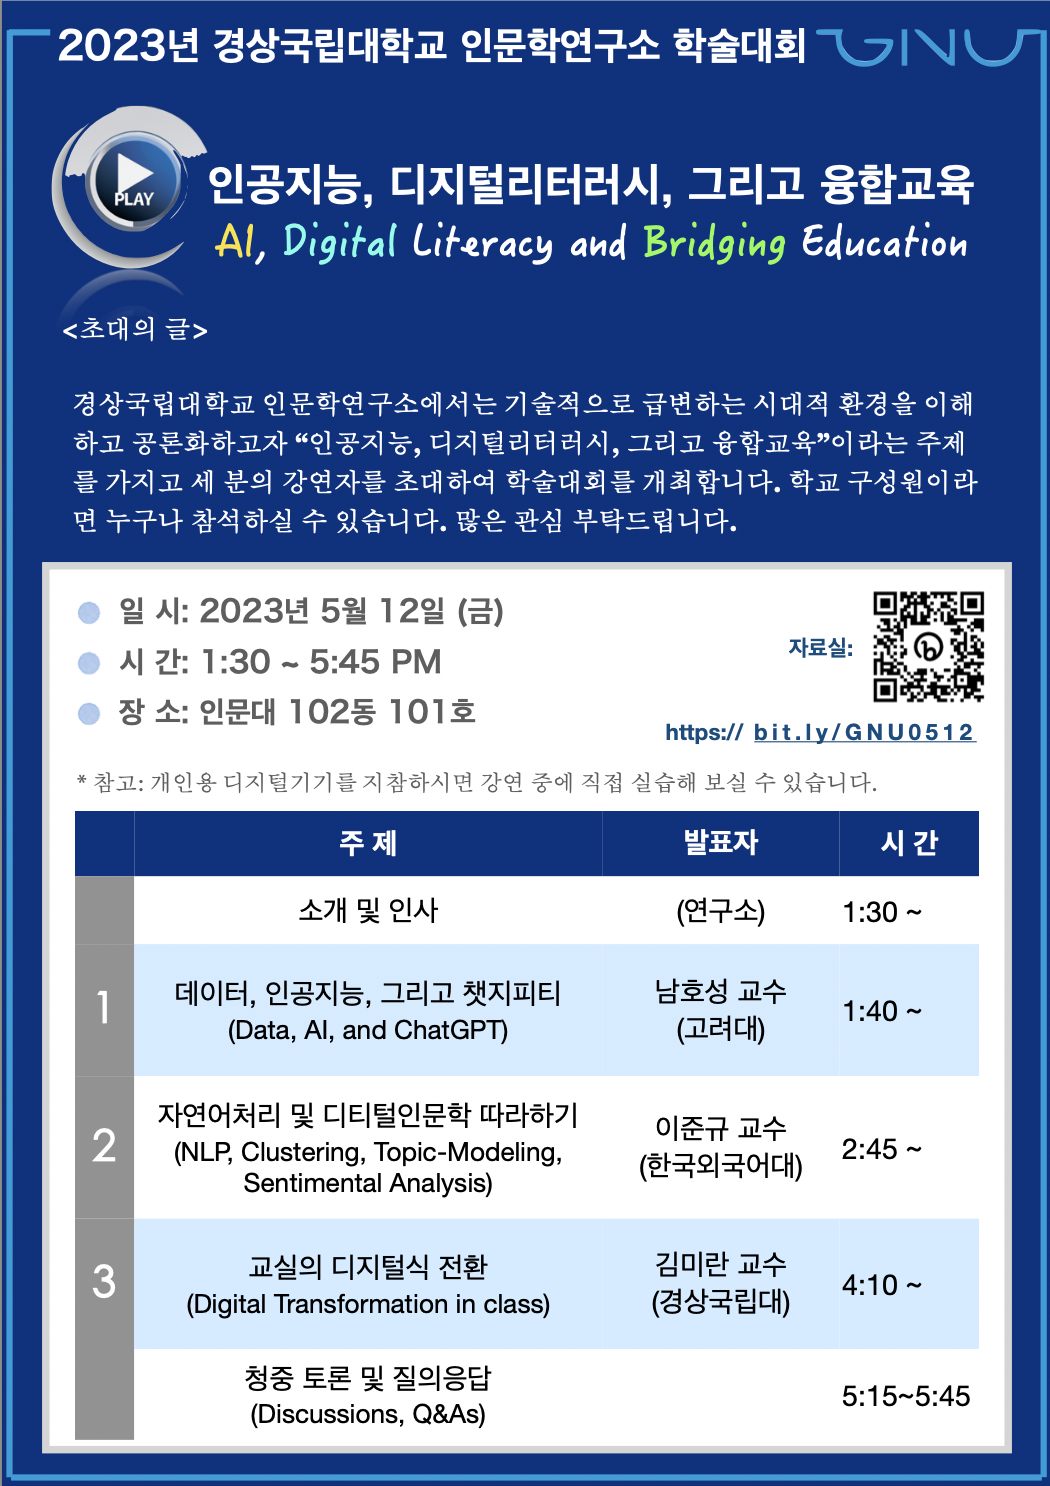 2023년 경상국립대학교 인문학연구소 학술대회
GNU
PLAY
인공지능, 디지털리터러시, 그리고 융합교육
AI, Digital Literacy and Bridging Education
<초대의 글>
경상국립대학교 인문학연구소에서는 기술적으로 급변하는 시대적 환경을 이해
하고 공론화하고자 “인공지능, 디지털리터러시, 그리고 융합교육”이라는 주제
를 가지고 세 분의 강연자를 초대하여 학술대회를 개최합니다. 학교 구성원이라
면 누구나 참석하실 수 있습니다. 많은 관심 부탁드립니다.
일 시: 2023년 5월 12일 (금)
시 간: 1:30 ~ 5:45 PM
장 소: 인문대 102동 101호
자료실:
https:// bit.ly/GNU0512
* 참고: 개인용 디지털기기를 지참하시면 강연 중에 직접 실습해 보실 수 있습니다.
주 제 발표자 시 간
소개 및 인사 (연구소) 1:30 ~
1
데이터, 인공지능, 그리고 챗지피티
(Data, AI, and ChatGPT)
남호성 교수
(고려대)
1:40 ~
2
자연어처리 및 디티털인문학 따라하기
(NLP, Clustering, Topic-Modeling,
Sentimental Analysis)
이준규 교수
(한국외국어대)
2:45 ~
3
교실의 디지털식 전환
(Digital Transformation in class)
김미란 교수
(경상국립대)
4:10 ~
청중 토론 및 질의응답
(Discussions, Q&As)
5:15~5:45